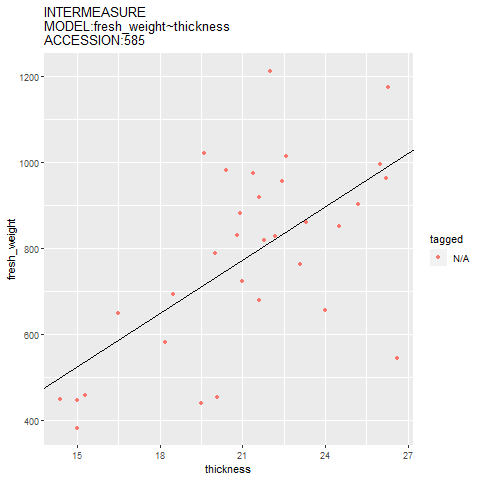 INTERMEASURE
MODEL:fresh_weight~thickness
ACCESSION:585
1200
1000
800
600
400
fresh_weight
15
18
21
24
27
thickness
tagged
N/A